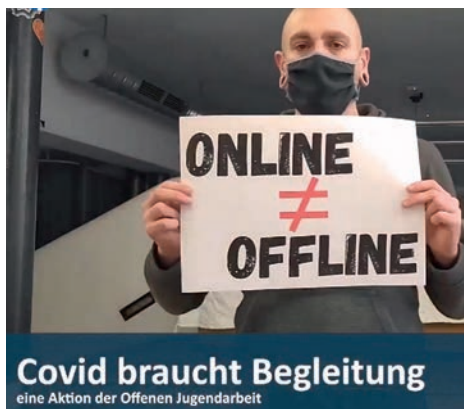 ONLINE
≠
OFFLINE
Covid braucht Begleitung
eine Aktion der Offenen Jugendarbeit